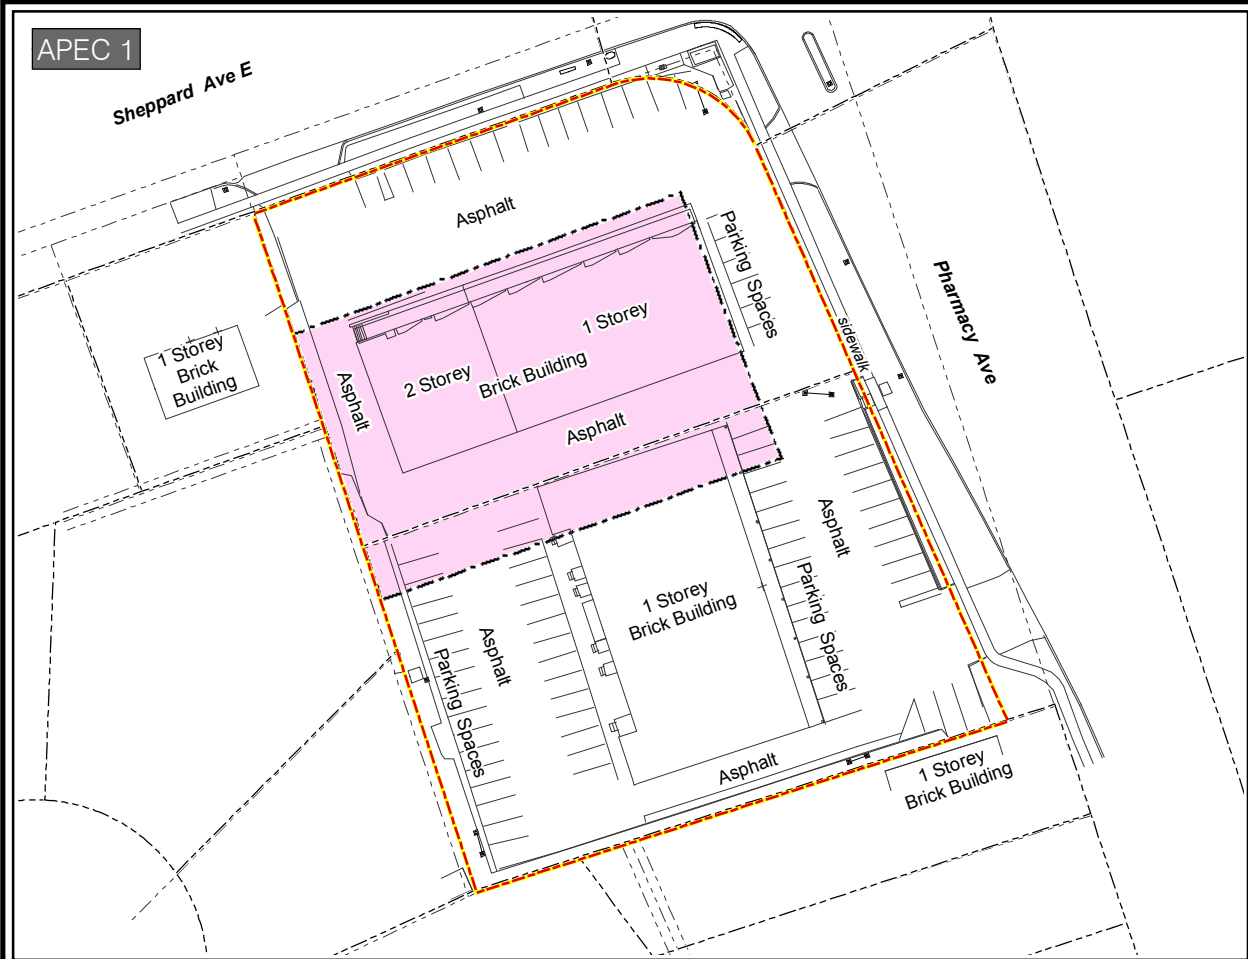 APEC 1
Sheppard Ave E
Asphalt
Parking Spaces
Pharmacy Ave
sidewalk
1 Storey
Brick
Building
1 Storey
2 Storey
Brick Building
Asphalt
Asphalt
Asphalt
1 Storey
Brick Building
Parking Spaces
Asphalt
Parking Spaces
Asphalt
1 Storey
Brick Building